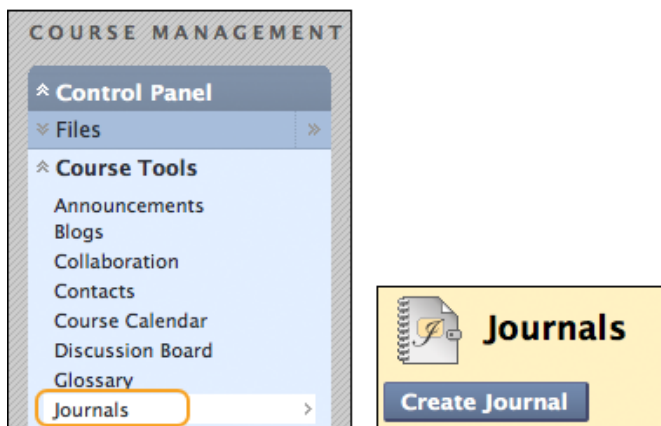 COURSE MANAGEMENT
Control Panel
Files
Course Tools
Announcements
Blogs
Collaboration
Contacts
Course Calendar
Discussion Board
Glossary
Journals
Journals
Create Journal